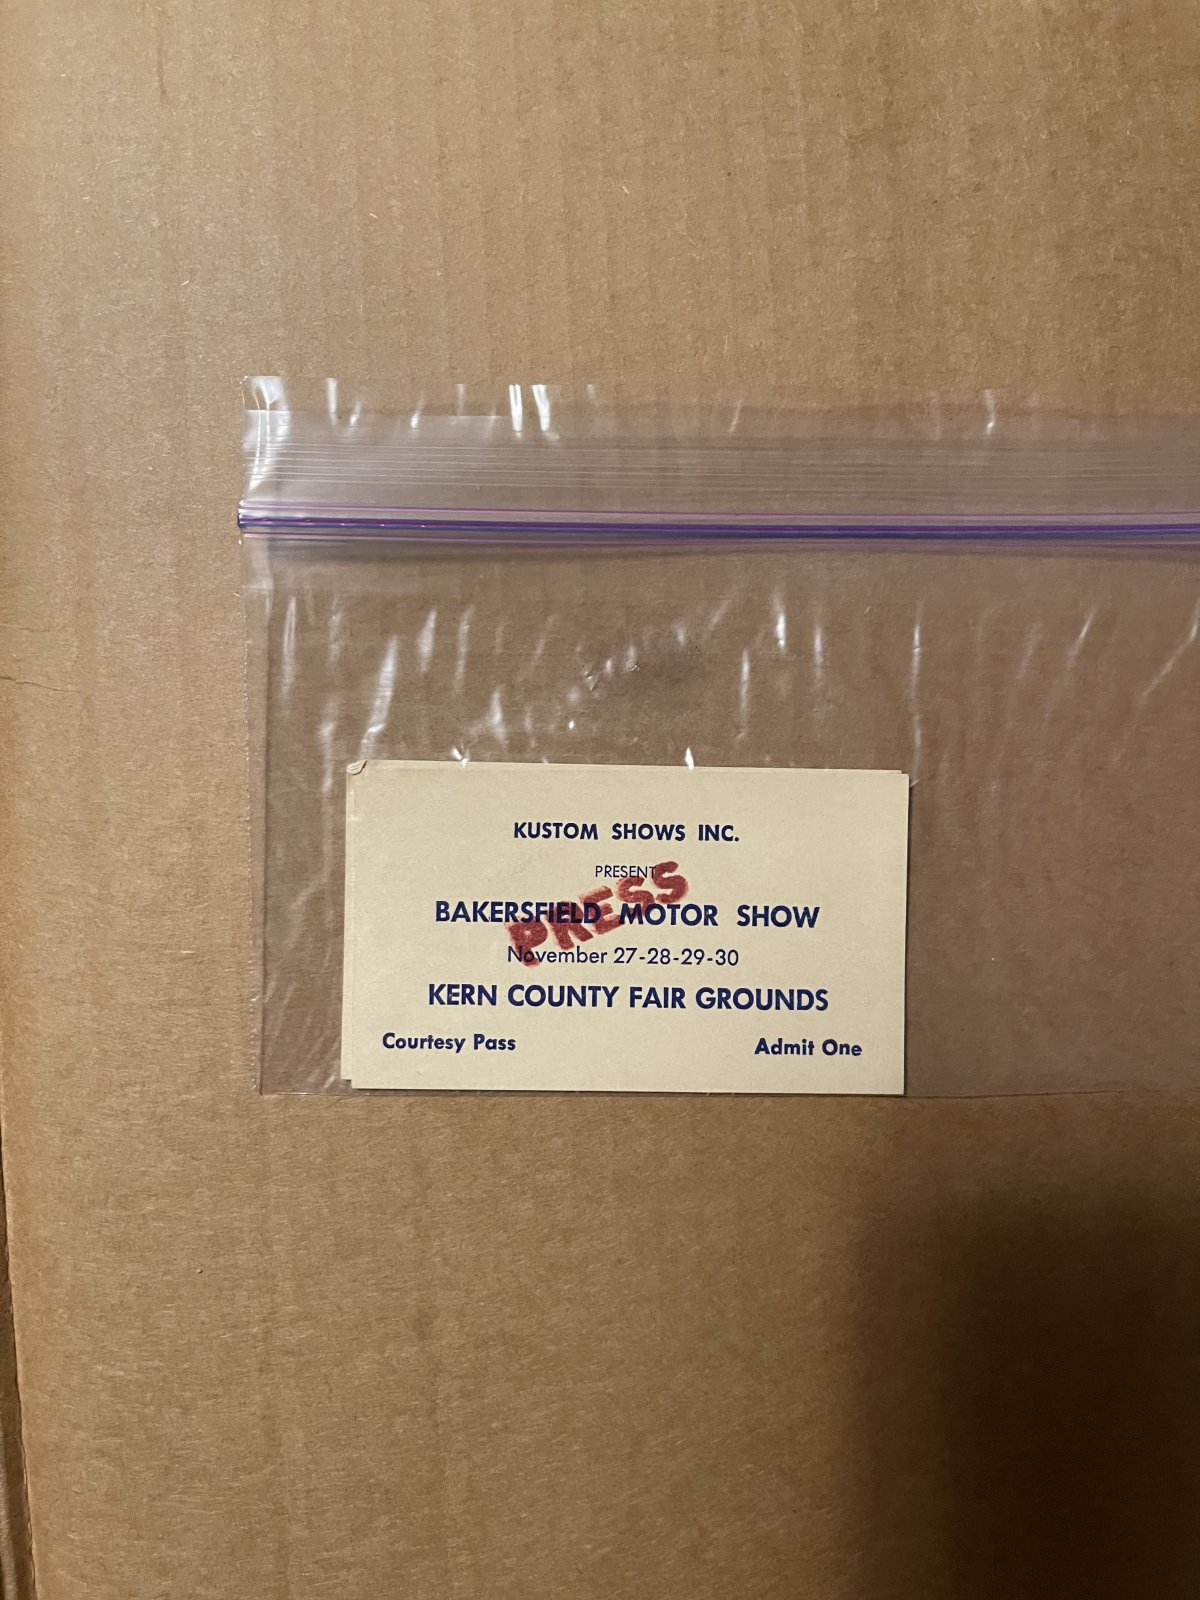 KUSTOM SHOWS INC.
PRESENT
PRESS
BAKERSFIELD MOTOR SHOW
November 27-28-29-30
KERN COUNTY FAIR GROUNDS
Courtesy Pass Admit One